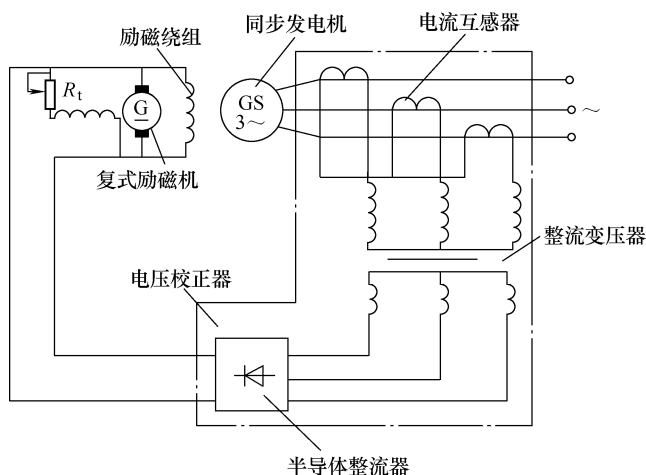 同步发电机
电流互感器
励磁绕组
Rt
G
GS
3～
～
复式励磁机
整流变压器
电压校正器
半导体整流器